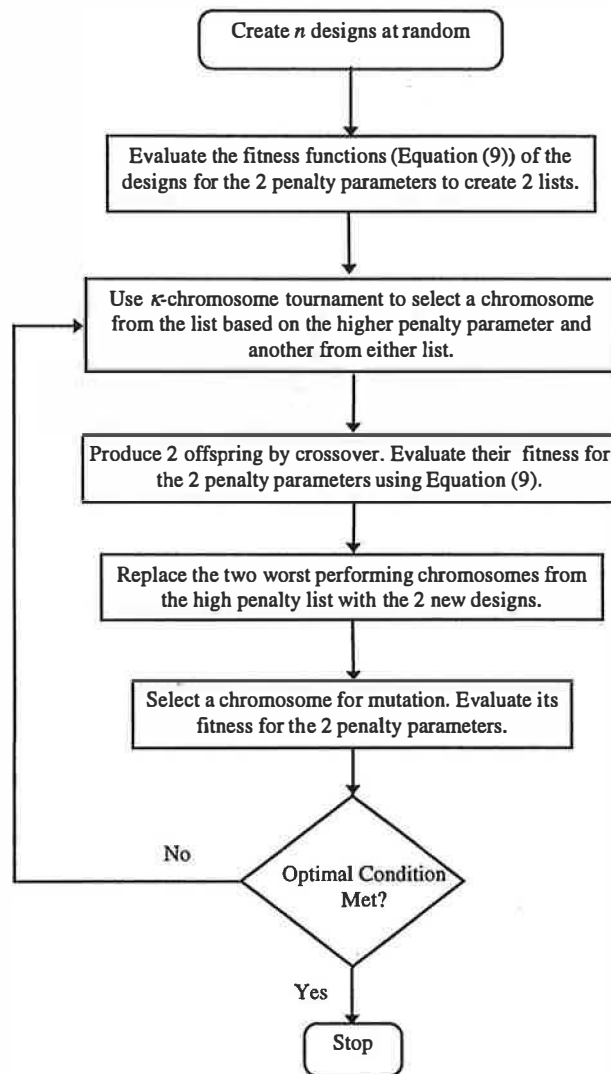 Create n designs at random
Evaluate the fitness functions (Equation (9)) of the
designs for the 2 penalty parameters to create 2 lists.
Use κ-chromosome tournament to select a chromosome
from the list based on the higher penalty parameter and
another from either list.
Produce 2 offspring by crossover. Evaluate their fitness for
the 2 penalty parameters using Equation (9).
Replace the two worst performing chromosomes from
the high penalty list with the 2 new designs.
Select a chromosome for mutation. Evaluate its
fitness for the 2 penalty parameters.
No
Optimal Condition
Met?
Yes
Stop